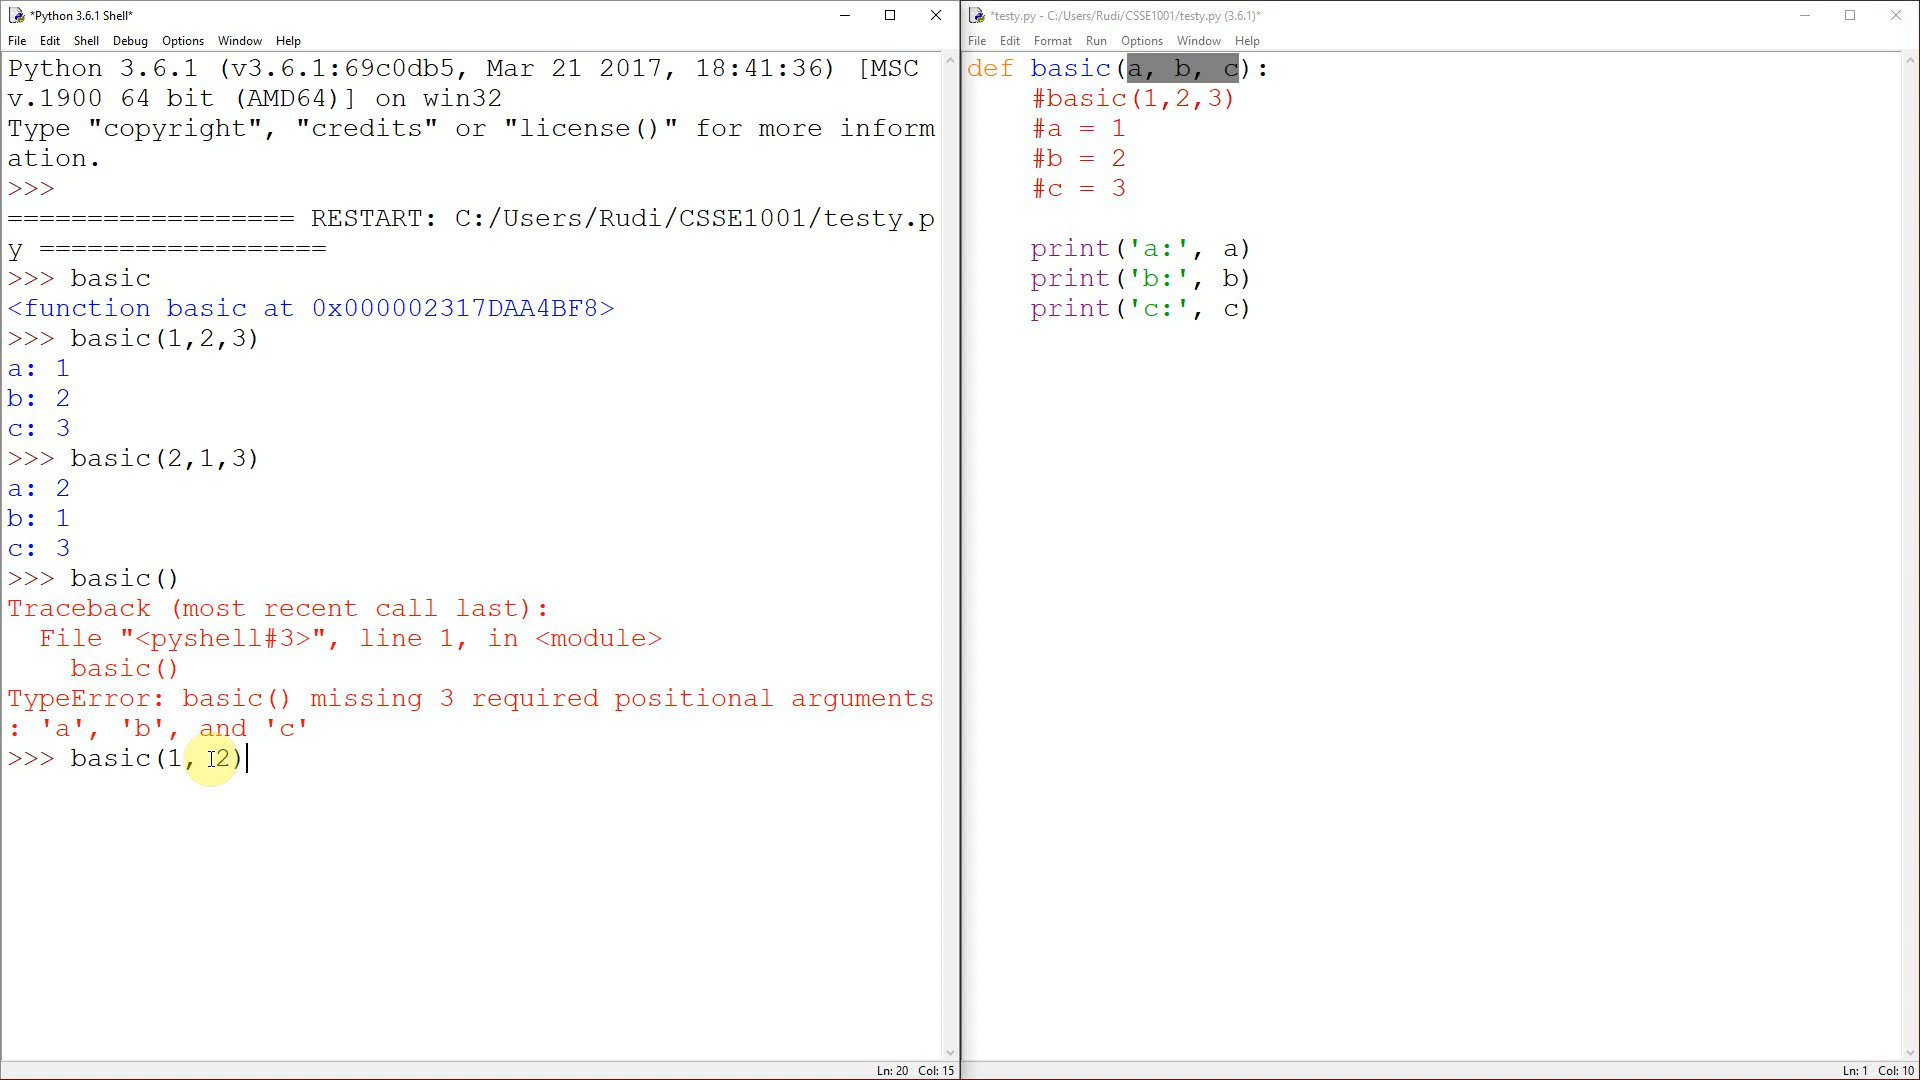 *Python 3.6.1 Shell*
File Edit Shell Debug Options Window Help
Python 3.6.1 (v3.6.1:69c0db5, Mar 21 2017, 18:41:36) [MSC
v.1900 64 bit (AMD64)] on win32
Type "copyright", "credits" or "license()" for more inform
ation.
>>>
================== RESTART: C:/Users/Rudi/CSSE1001/testy.p
y ==================
>>> basic
<function basic at 0x000002317DAA4BF8>
>>> basic(1,2,3)
a: 1
b: 2
c: 3
>>> basic(2,1,3)
a: 2
b: 1
c: 3
>>> basic()
Traceback (most recent call last):
  File "<pyshell#3>", line 1, in <module>
    basic()
TypeError: basic() missing 3 required positional arguments
: 'a', 'b', and 'c'
>>> basic(1, 2)
Ln: 20 Col: 15
*testy.py - C:/Users/Rudi/CSSE1001/testy.py (3.6.1)*
File Edit Format Run Options Window Help
def basic(a, b, c):
    #basic(1,2,3)
    #a = 1
    #b = 2
    #c = 3
    print('a:', a)
    print('b:', b)
    print('c:', c)
Ln: 1 Col: 10